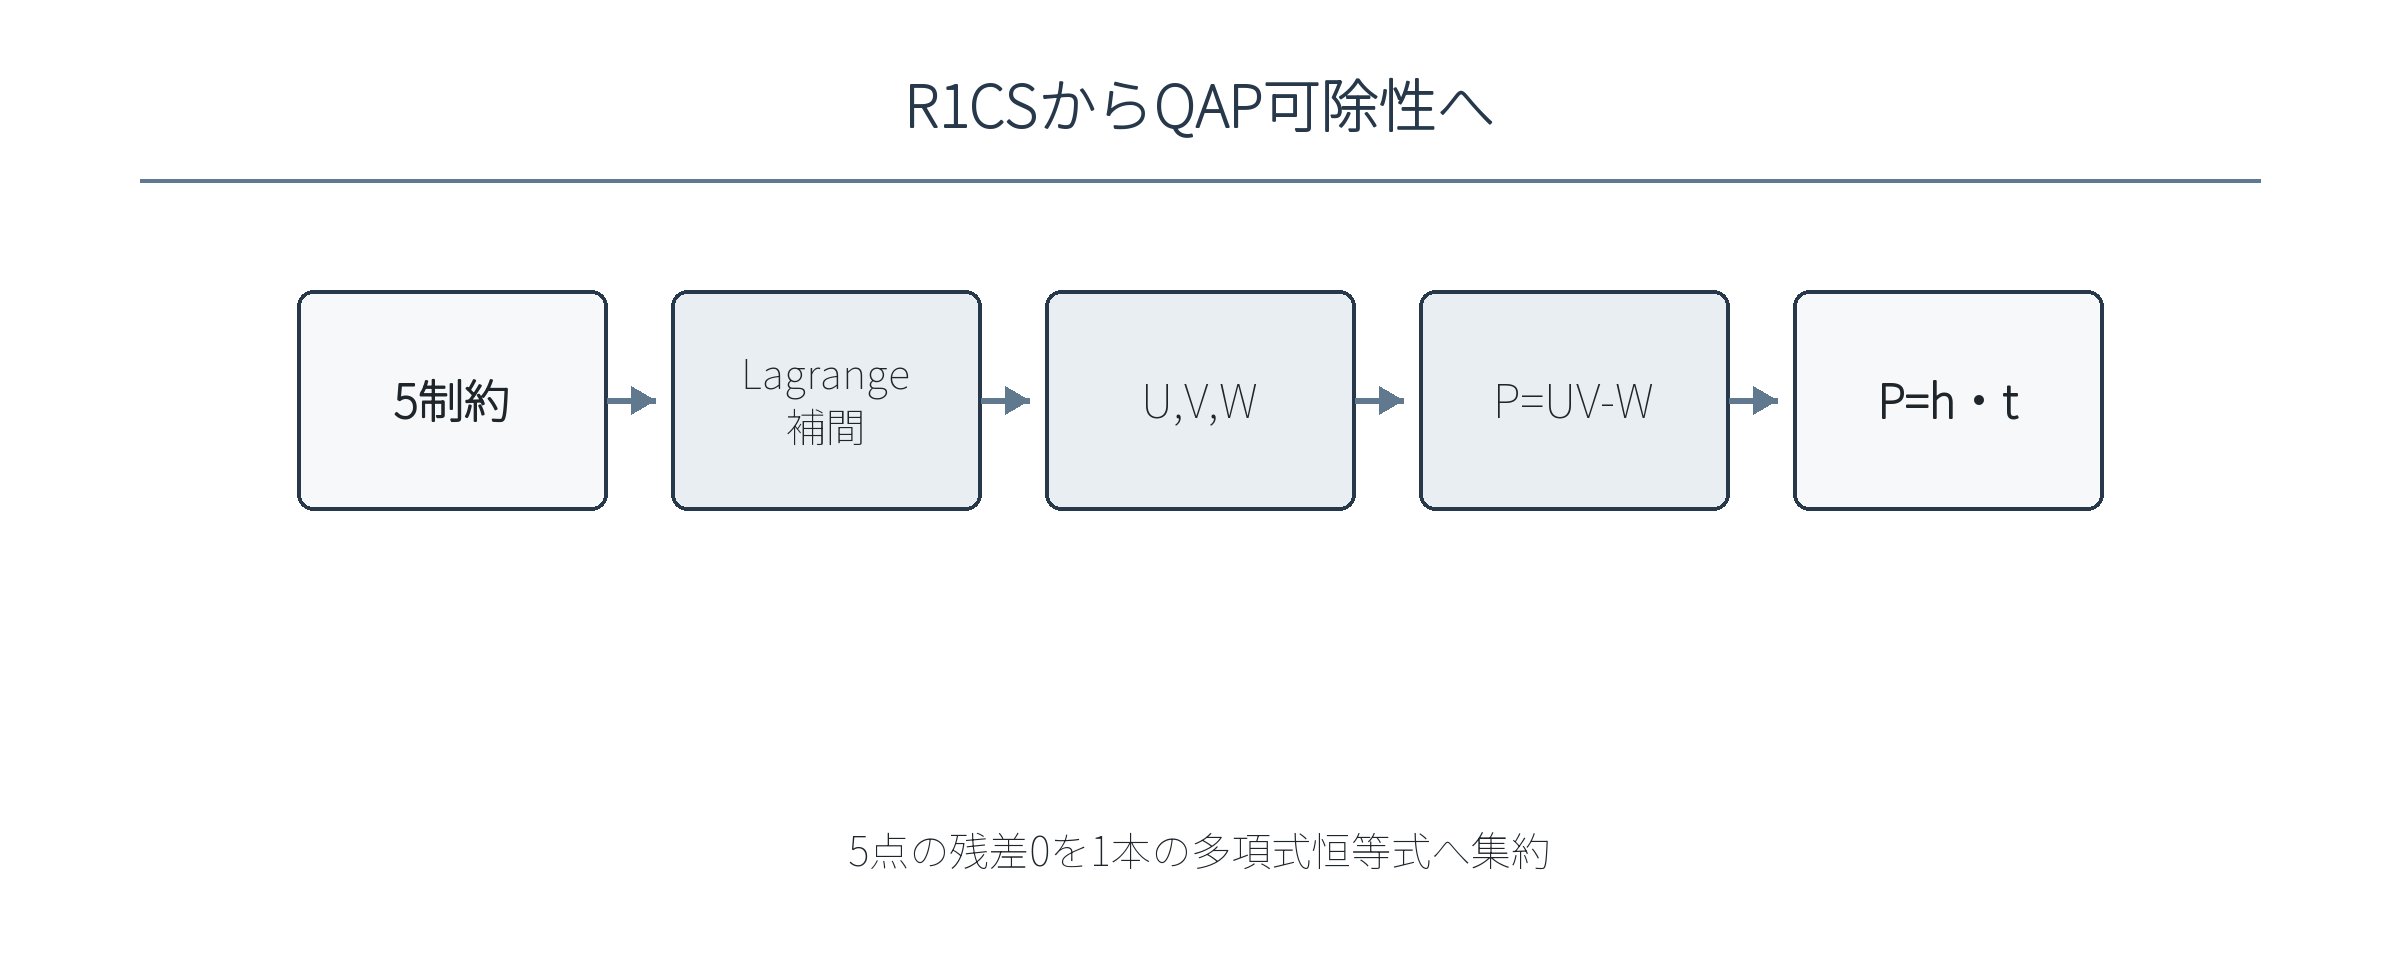 R1CSからQAP可除性へ
5制約
Lagrange
補間
U,V,W
P=UV-W
P=h・t
5点の残差0を1本の多項式恒等式へ集約